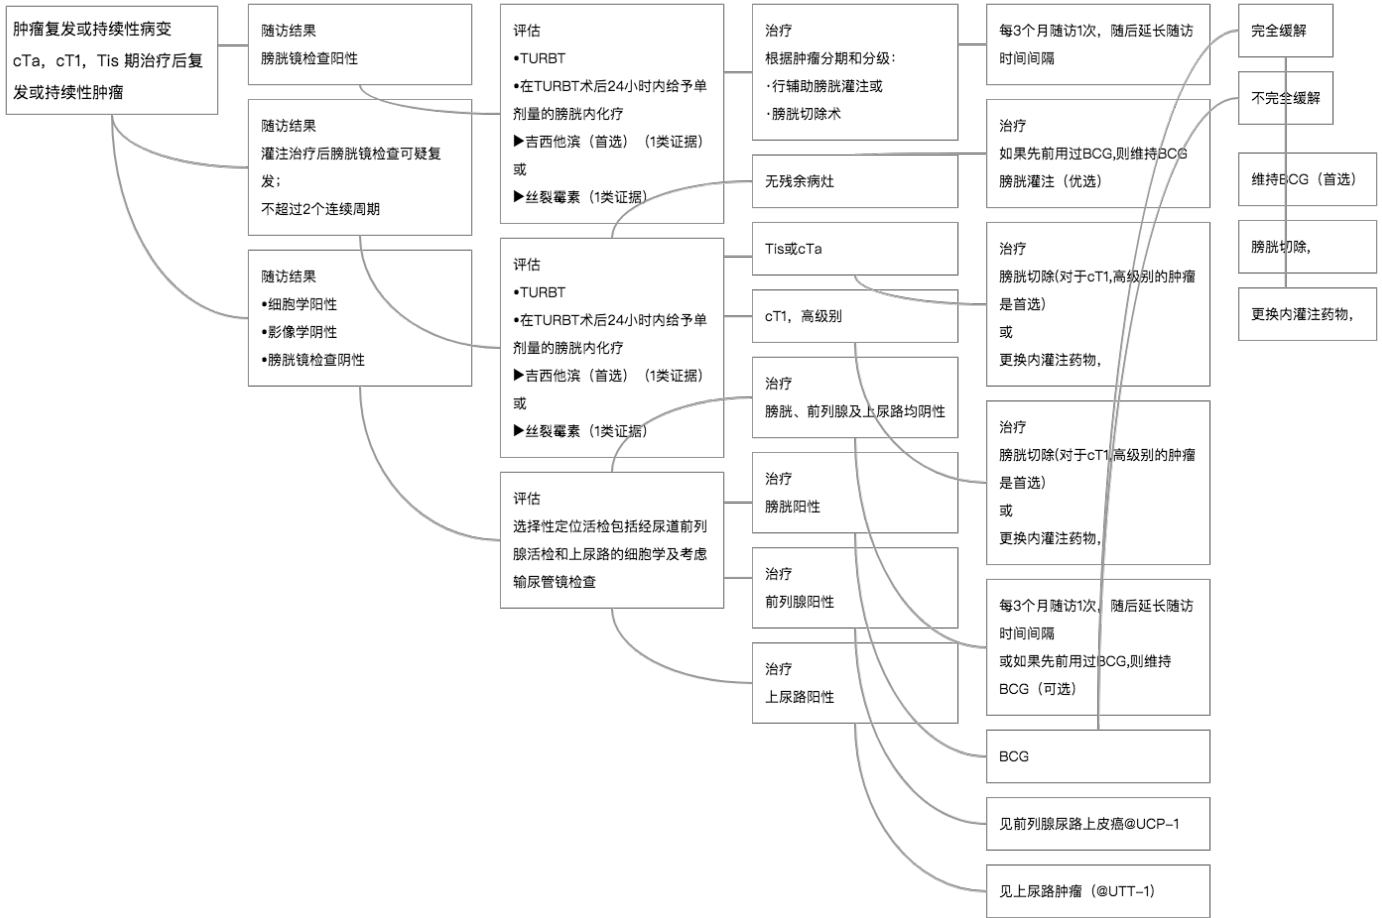 肿瘤复发或持续性病变
cTa，cT1，Tis 期治疗后复
发或持续性肿瘤
随访结果
膀胱镜检查阳性
随访结果
灌注治疗后膀胱镜检查可疑复
发；
不超过2个连续周期
随访结果
•细胞学阳性
•影像学阴性
•膀胱镜检查阴性
评估
•TURBT
•在TURBT术后24小时内给予单
剂量的膀胱内化疗
▶吉西他滨（首选）（1类证据）
或
▶丝裂霉素（1类证据）
评估
•TURBT
•在TURBT术后24小时内给予单
剂量的膀胱内化疗
▶吉西他滨（首选）（1类证据）
或
▶丝裂霉素（1类证据）
评估
选择性定位活检包括经尿道前列
腺活检和上尿路的细胞学及考虑
输尿管镜检查
治疗
根据肿瘤分期和分级：
·行辅助膀胱灌注或
·膀胱切除术
无残余病灶
Tis或cTa
cT1，高级别
治疗
膀胱、前列腺及上尿路均阴性
治疗
膀胱阳性
治疗
前列腺阳性
治疗
上尿路阳性
每3个月随访1次，随后延长随访
时间间隔
治疗
如果先前用过BCG,则维持BCG
膀胱灌注（优选）
治疗
膀胱切除(对于cT1,高级别的肿瘤
是首选）
或
更换内灌注药物，
治疗
膀胱切除(对于cT1,高级别的肿瘤
是首选）
或
更换内灌注药物，
每3个月随访1次，随后延长随访
时间间隔
或如果先前用过BCG,则维持
BCG（可选）
BCG
见前列腺尿路上皮癌@UCP-1
见上尿路肿瘤（@UTT-1）
完全缓解
不完全缓解
维持BCG（首选）
膀胱切除，
更换内灌注药物，